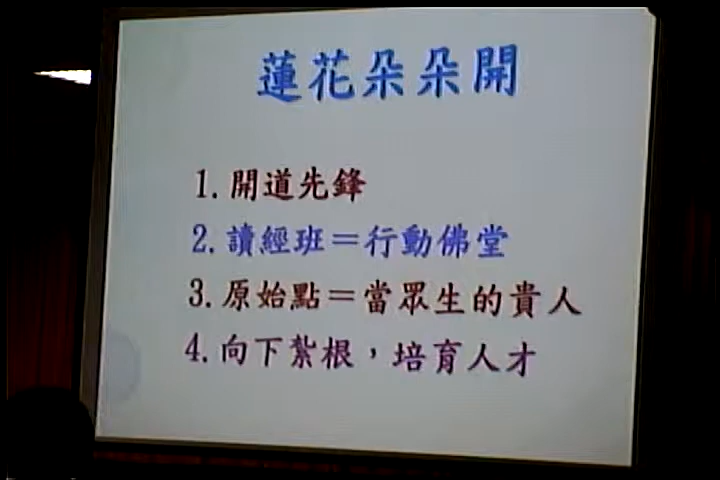 蓮花朵朵開
1. 開道先鋒
2. 讀經班＝行動佛堂
3. 原始點＝當眾生的貴人
4. 向下紮根，培育人才